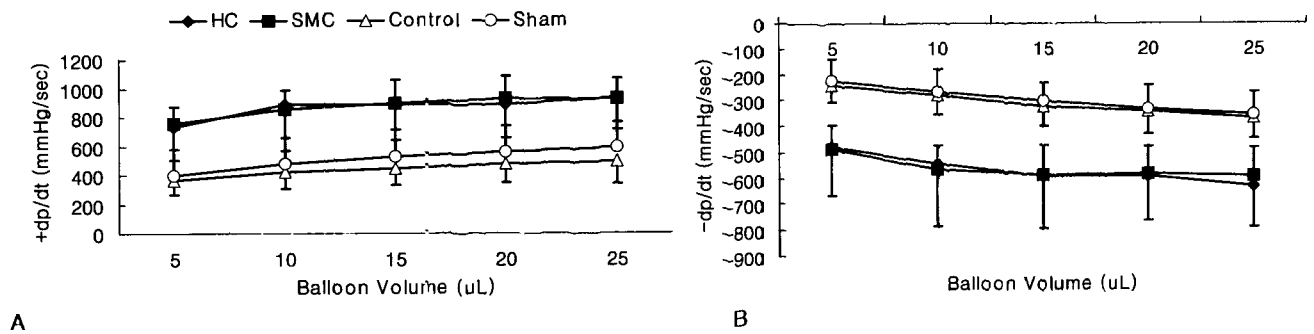 HC SMC Control Sham
+dp/dt (mmHg/sec)
1200
1000
800
600
400
200
0
5 10 15 20 25
Balloon Volume (uL)
A
-dp/dt (mmHg/sec)
-0
~100
~200
~300
~400
~500
~600
~700
~800
~900
5 10 15 20 25
Balloon Volume (uL)
B